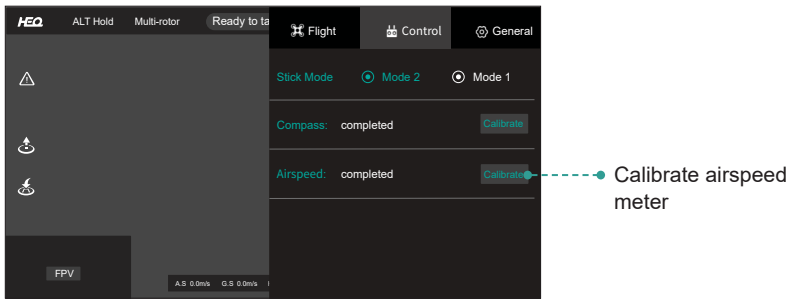 HEQ ALT Hold Multi-rotor Ready to ta
Flight Control General
Stick Mode Mode 2 Mode 1
Compass: completed Calibrate
Airspeed: completed Calibrate
Calibrate airspeed
meter
FPV
A.S 0.0m/s G.S 0.0m/s